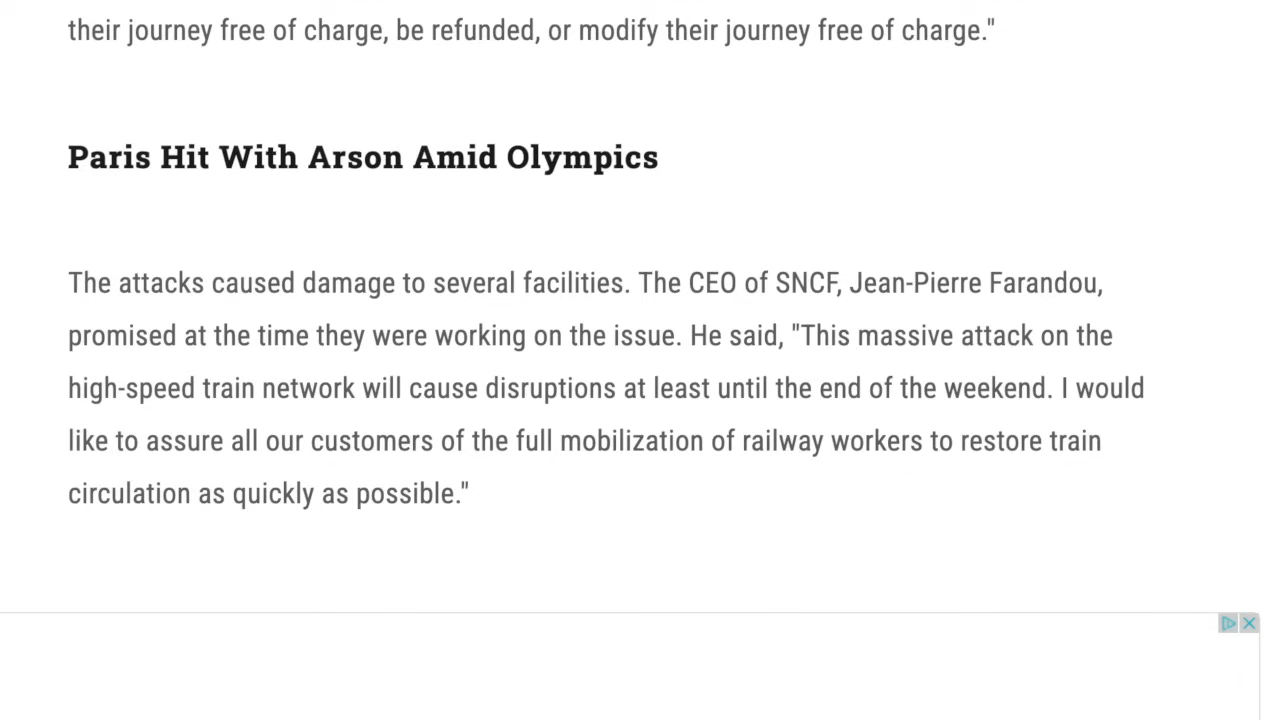 their journey free of charge, be refunded, or modify their journey free of charge."
Paris Hit With Arson Amid Olympics
The attacks caused damage to several facilities. The CEO of SNCF, Jean-Pierre Farandou,
promised at the time they were working on the issue. He said, "This massive attack on the
high-speed train network will cause disruptions at least until the end of the weekend. I would
like to assure all our customers of the full mobilization of railway workers to restore train
circulation as quickly as possible."